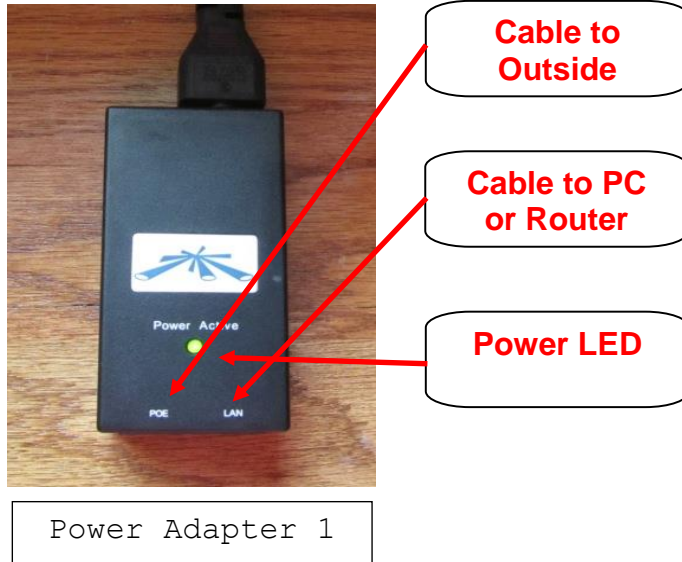 Cable to
Outside
Cable to PC
or Router
Power LED
Power Active
POE
LAN
Power Adapter 1